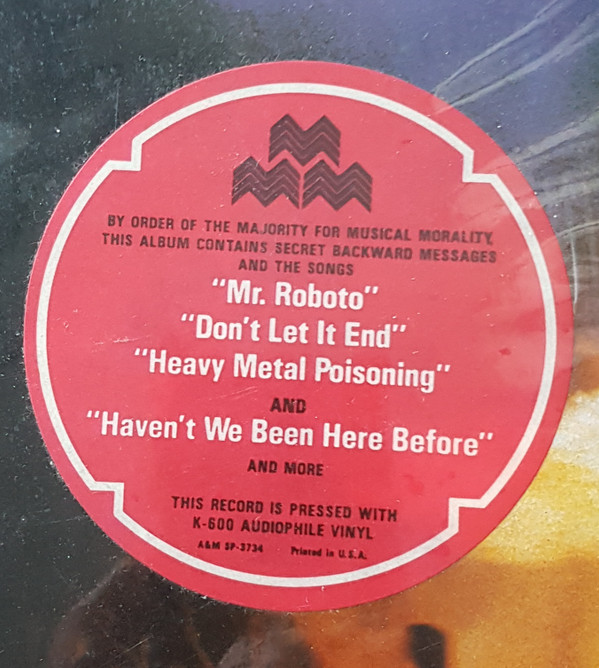 M
MM
BY ORDER OF THE MAJORITY FOR MUSICAL MORALITY,
THIS ALBUM CONTAINS SECRET BACKWARD MESSAGES
AND THE SONGS
"Mr. Roboto"
"Don't Let It End"
"Heavy Metal Poisoning"
AND
"Haven't We Been Here Before"
AND MORE
THIS RECORD IS PRESSED WITH
K-600 AUDIOPHILE VINYL
A&M SP-3734 Printed in U.S.A.